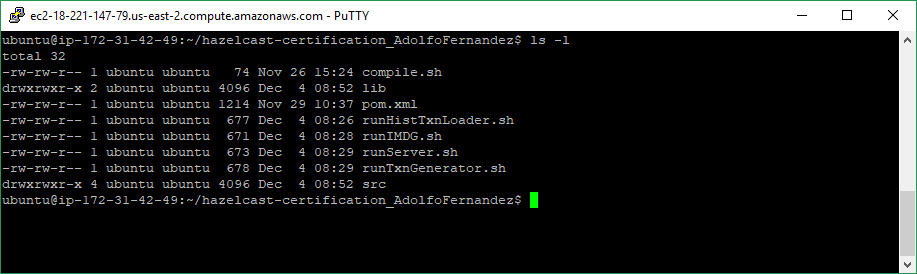 ec2-18-221-147-79.us-east-2.compute.amazonaws.com - PuTTY
ubuntu@ip-172-31-42-49:~/hazelcast-certification_AdolfoFernandez$ ls -l
total 32
-rw-rw-r-- 1 ubuntu ubuntu   74 Nov 26 15:24 compile.sh
drwxrwxr-x 2 ubuntu ubuntu 4096 Dec  4 08:52 lib
-rw-rw-r-- 1 ubuntu ubuntu 1214 Nov 29 10:37 pom.xml
-rw-rw-r-- 1 ubuntu ubuntu  677 Dec  4 08:26 runHistTxnLoader.sh
-rw-rw-r-- 1 ubuntu ubuntu  671 Dec  4 08:28 runIMDG.sh
-rw-rw-r-- 1 ubuntu ubuntu  673 Dec  4 08:29 runServer.sh
-rw-rw-r-- 1 ubuntu ubuntu  678 Dec  4 08:29 runTxnGenerator.sh
drwxrwxr-x 4 ubuntu ubuntu 4096 Dec  4 08:52 src
ubuntu@ip-172-31-42-49:~/hazelcast-certification_AdolfoFernandez$